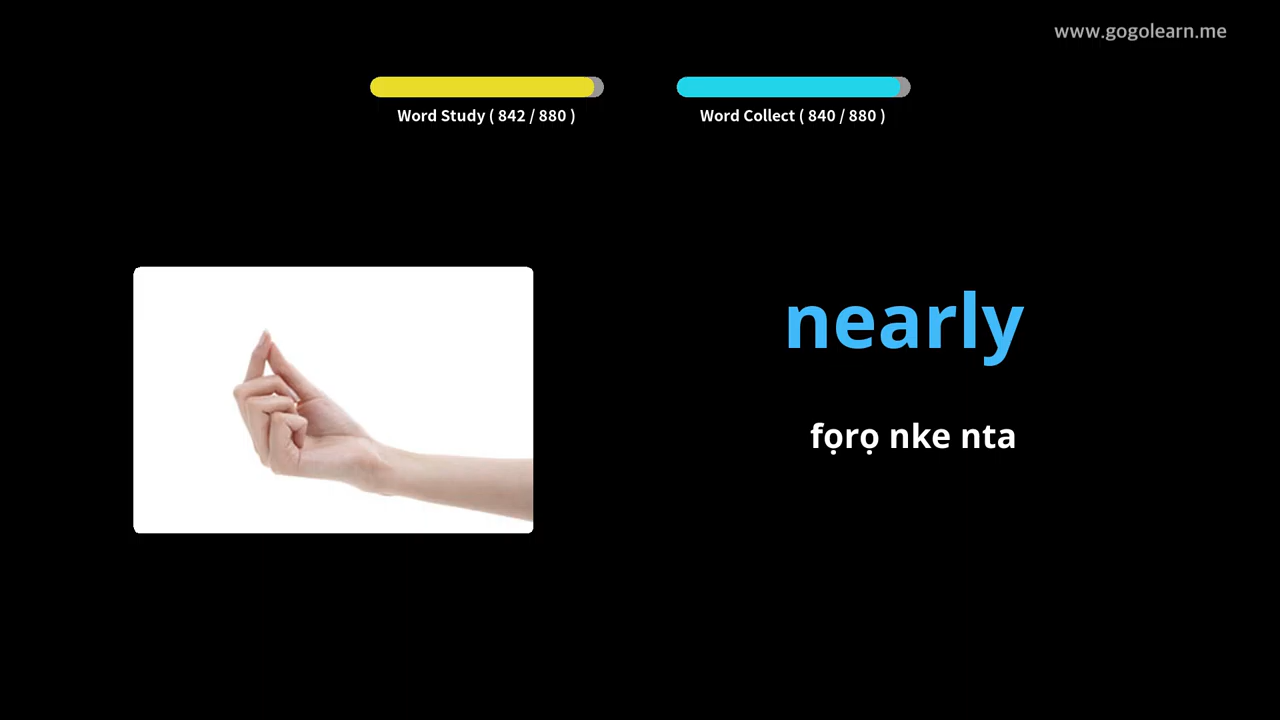 www.gogolearn.me
Word Study ( 842 / 880 )
Word Collect ( 840 / 880 )
nearly
fọrọ nke nta